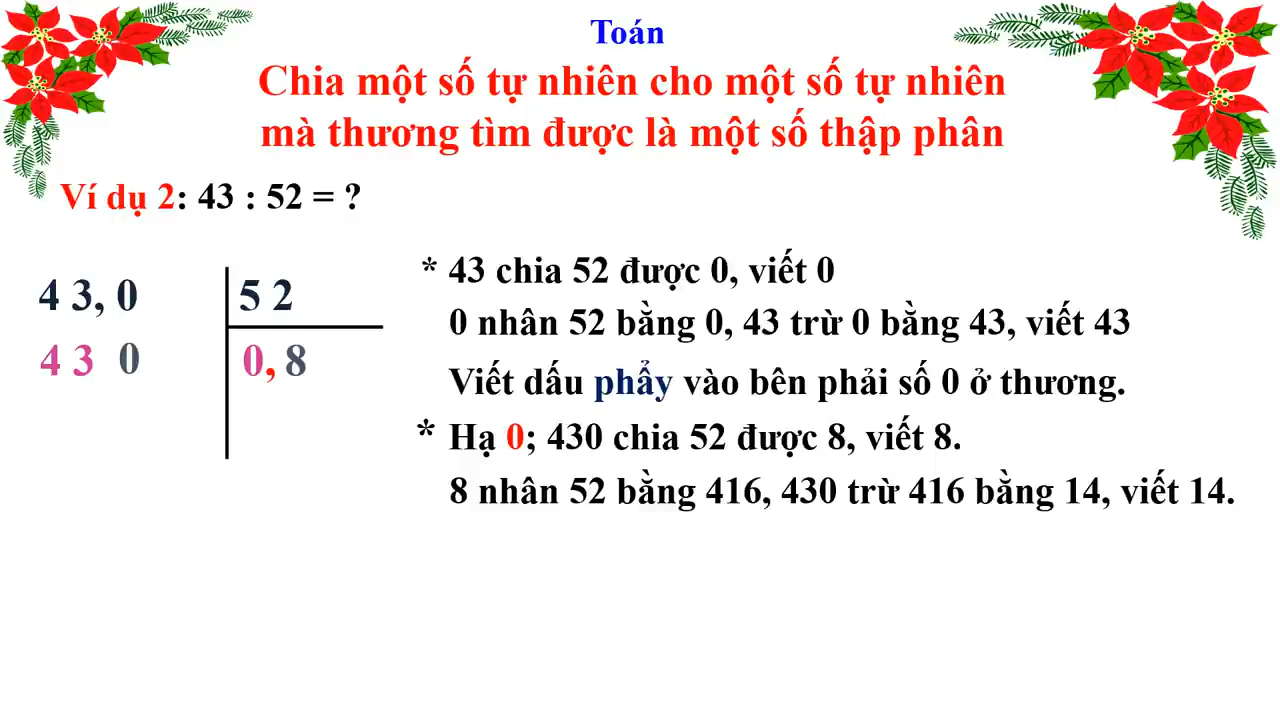 Toán
Chia một số tự nhiên cho một số tự nhiên
mà thương tìm được là một số thập phân
Ví dụ 2: 43 : 52 = ?
4 3, 0 5 2
4 3 0 0, 8
* 43 chia 52 được 0, viết 0
0 nhân 52 bằng 0, 43 trừ 0 bằng 43, viết 43
Viết dấu phẩy vào bên phải số 0 ở thương.
* Hạ 0; 430 chia 52 được 8, viết 8.
8 nhân 52 bằng 416, 430 trừ 416 bằng 14, viết 14.